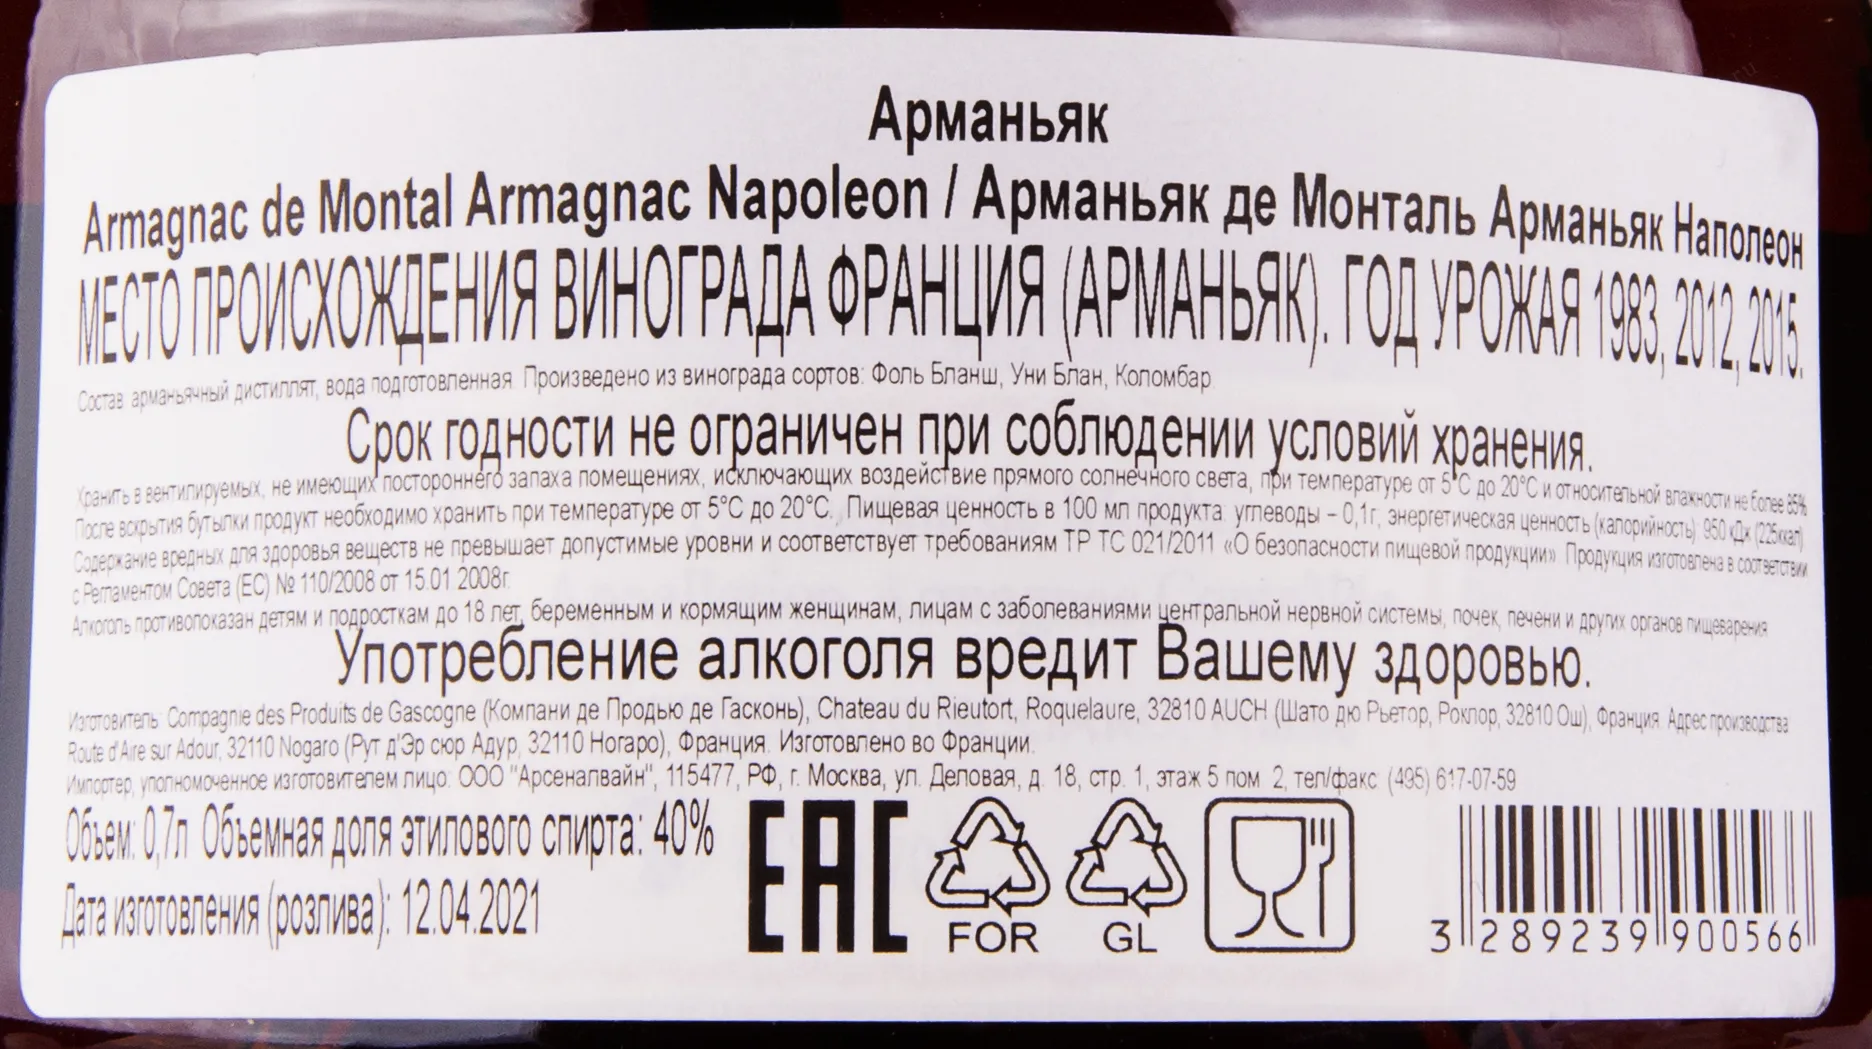 Арманьяк
Armagnac de Montal Armagnac Napoleon / Арманьяк де Монталь Арманьяк Наполеон
МЕСТО ПРОИСХОЖДЕНИЯ ВИНОГРАДА ФРАНЦИЯ (АРМАНЬЯК). ГОД УРОЖАЯ 1983, 2012, 2015.
Состав: арманьячный дистиллят, вода подготовленная. Произведено из винограда сортов: Фоль Бланш, Уни Блан, Коломбар
Срок годности не ограничен при соблюдении условий хранения.
Хранить в вентилируемых, не имеющих постороннего запаха помещениях, исключающих воздействие прямого солнечного света, при температуре от 5°С до 20°С и относительной влажности не более 85%
После вскрытия бутылки продукт необходимо хранить при температуре от 5°С до 20°С. Пищевая ценность в 100 мл продукта: углеводы – 0,1г, энергетическая ценность (калорийность) 950 кДж (225ккал)
Содержание вредных для здоровья веществ не превышает допустимые уровни и соответствует требованиям ТР ТС 021/2011 «О безопасности пищевой продукции» Продукция изготовлена в соответствии
с Регламентом Совета (ЕС) № 110/2008 от 15.01.2008г.
Алкоголь противопоказан детям и подросткам до 18 лет, беременным и кормящим женщинам, лицам с заболеваниями центральной нервной системы, почек, печени и других органов пищеварения
Употребление алкоголя вредит Вашему здоровью.
Изготовитель: Compagnie des Produits de Gascogne (Компани де Продью де Гасконь), Chateau du Rieutort, Roquelaure, 32810 AUCH (Шато дю Рьетор, Роклор, 32810 Ош), Франция. Адрес производства
Route d'Aire sur Adour, 32110 Nogaro (Рут д'Эр сюр Адур, 32110 Ногаро), Франция. Изготовлено во Франции.
Импортер, уполномоченное изготовителем лицо: ООО "Арсеналвайн", 115477, РФ, г. Москва, ул. Деловая, д. 18, стр. 1, этаж 5 пом. 2, тел/факс (495) 617-07-59
Объем: 0,7л Объемная доля этилового спирта: 40%
Дата изготовления (розлива): 12.04.2021
EAC
FOR
GL
3 289239 900566